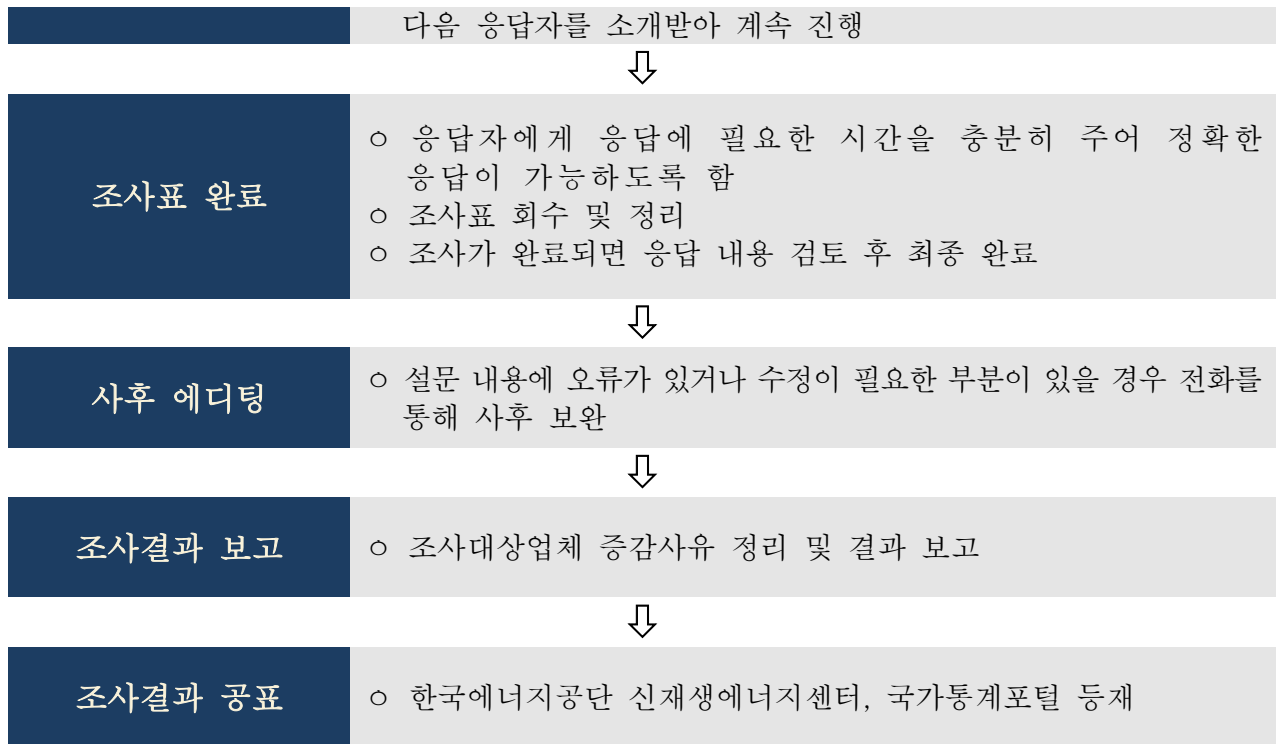 다음 응답자를 소개받아 계속 진행
⇩
조사표 완료
○ 응답자에게 응답에 필요한 시간을 충분히 주어 정확한
응답이 가능하도록 함
○ 조사표 회수 및 정리
○ 조사가 완료되면 응답 내용 검토 후 최종 완료
⇩
사후 에디팅
○ 설문 내용에 오류가 있거나 수정이 필요한 부분이 있을 경우 전화를
통해 사후 보완
⇩
조사결과 보고
○ 조사대상업체 증감사유 정리 및 결과 보고
⇩
조사결과 공표
○ 한국에너지공단 신재생에너지센터, 국가통계포털 등재